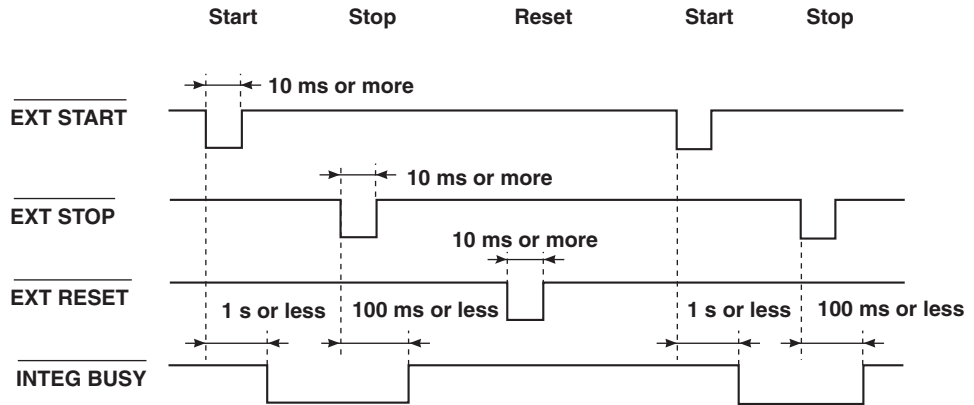 Start Stop Reset Start Stop
10 ms or more
EXT START
10 ms or more
EXT STOP
10 ms or more
EXT RESET
1 s or less 100 ms or less 1 s or less 100 ms or less
INTEG BUSY